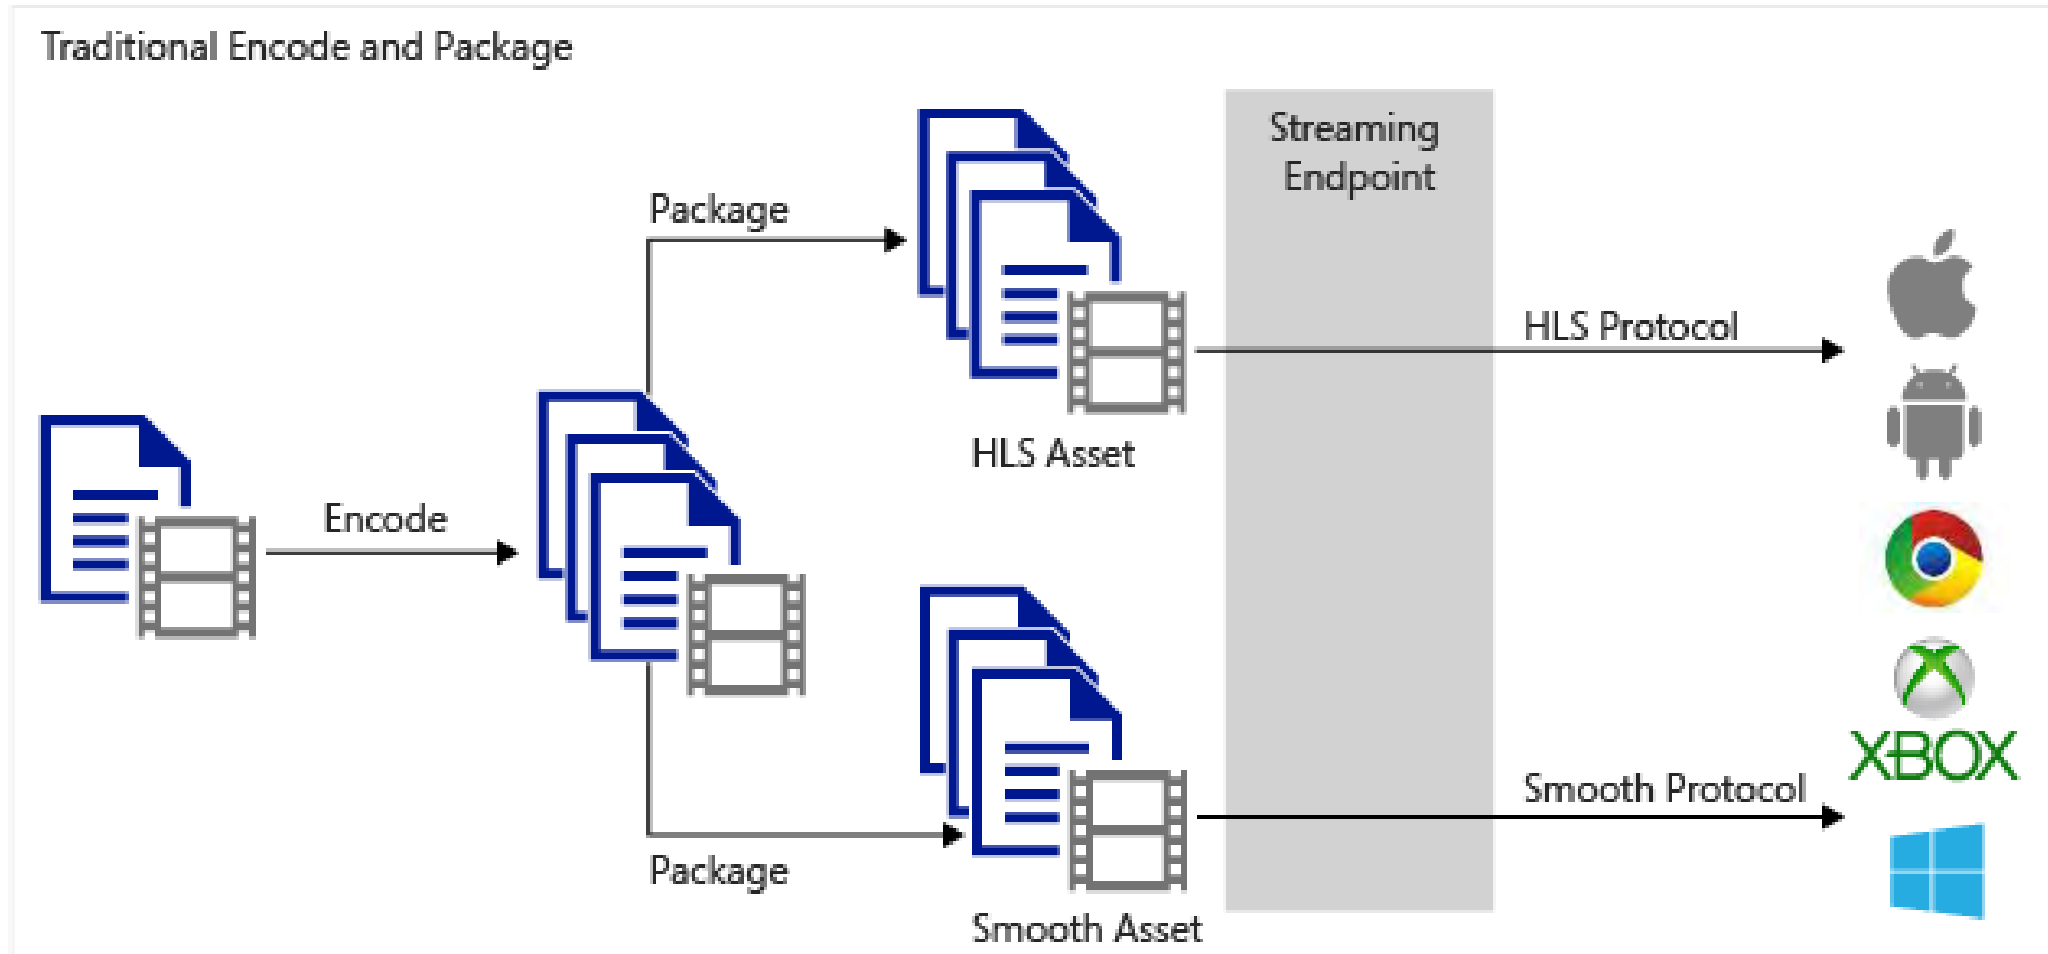 Traditional Encode and Package
Streaming
Endpoint
Package
HLS Protocol
HLS Asset
Encode
XBOX
Smooth Protocol
Package
Smooth Asset